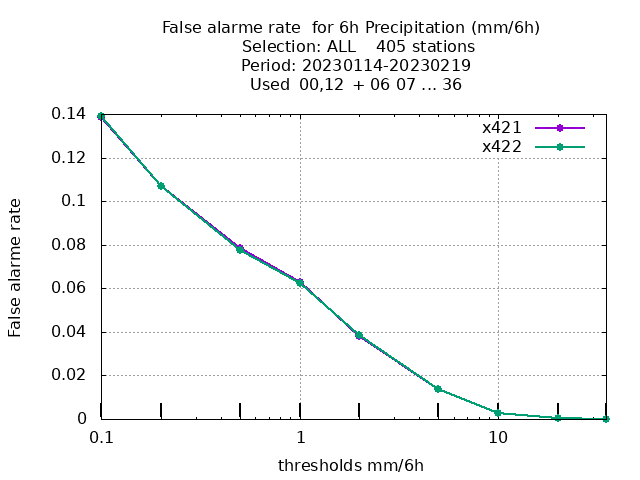 False alarme rate  for 6h Precipitation (mm/6h)
Selection: ALL    405 stations
Period: 20230114-20230219
Used  00,12  + 06 07 ... 36
x421
x422
0.14
0.12
0.1
0.08
0.06
0.04
0.02
0
False alarme rate
0.1 1 10
thresholds mm/6h